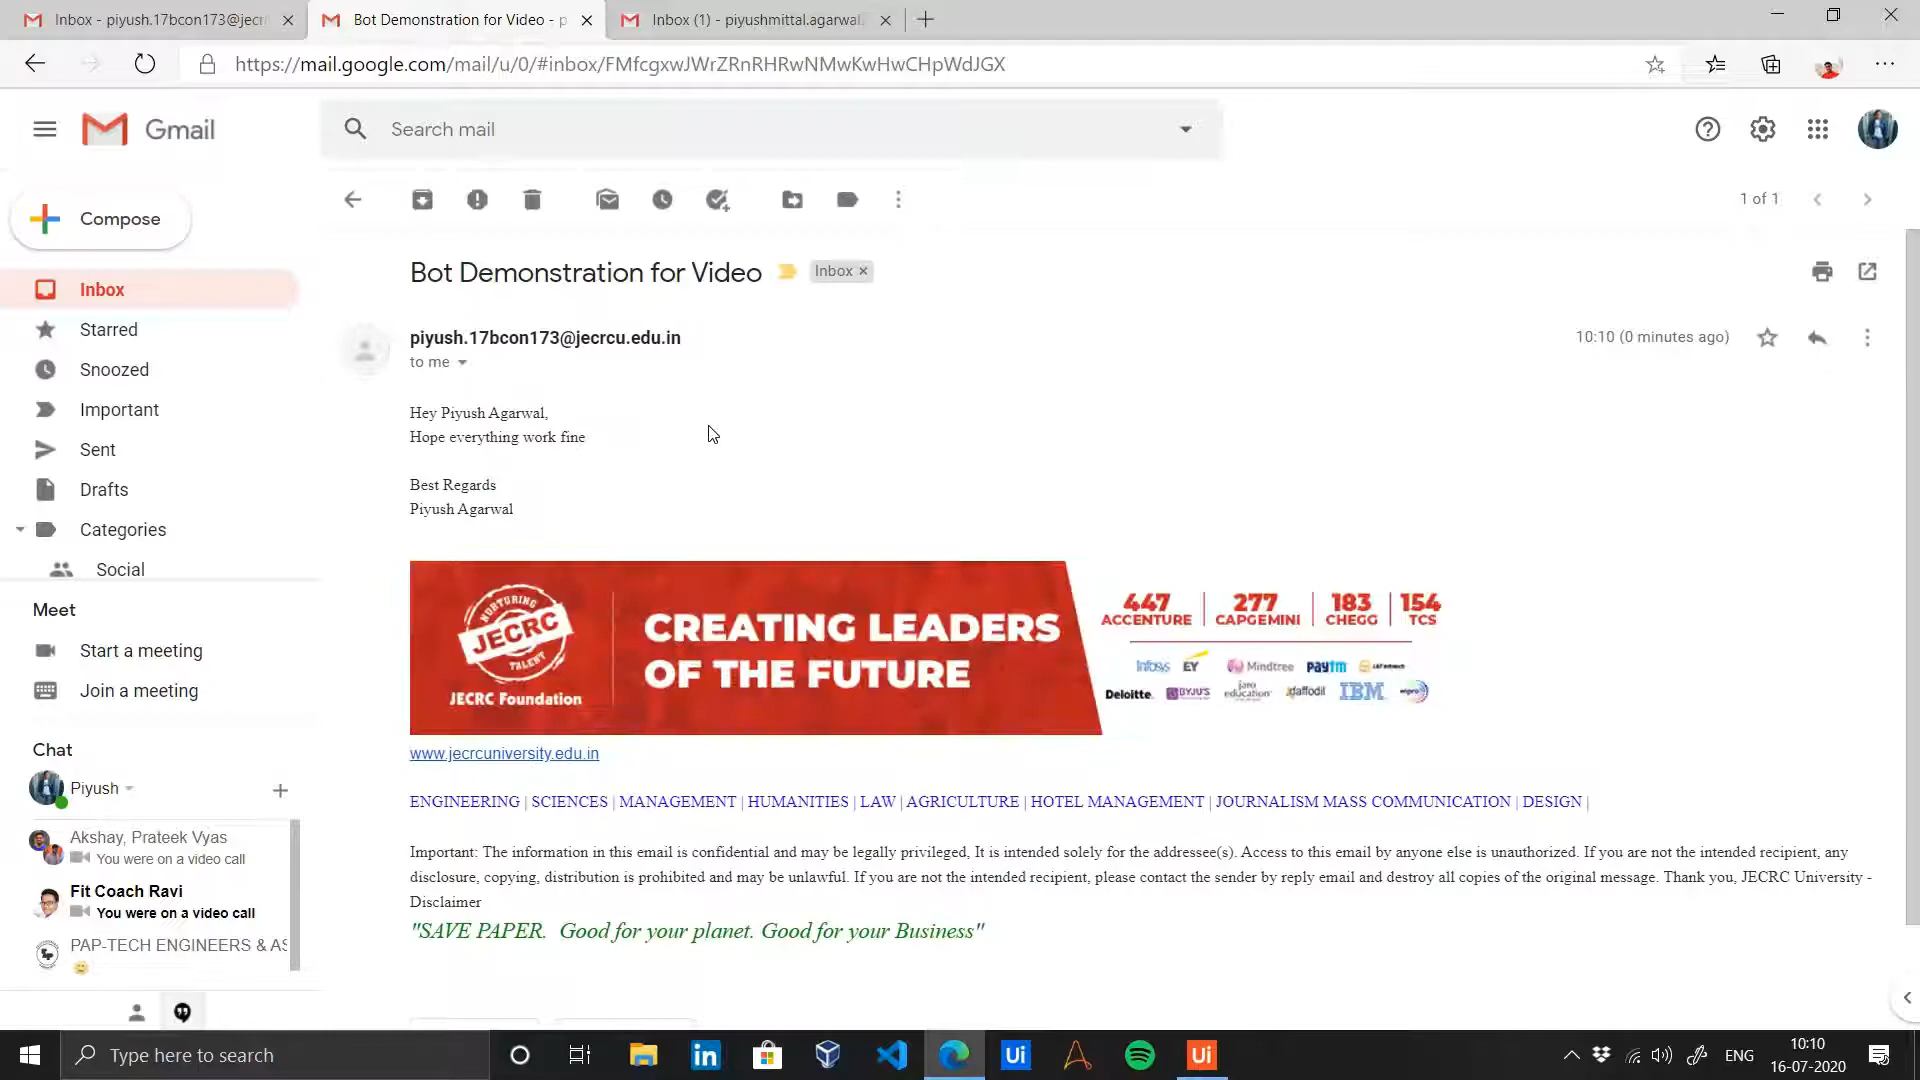 Inbox - piyush.17bcon173@jecr
Bot Demonstration for Video - p
Inbox (1) - piyushmittal.agarwal.
https://mail.google.com/mail/u/0/#inbox/FMfcgxwJWrZRnRHRwNMwKwHwCHpWdJGX
Gmail
Search mail
Compose
1 of 1
Bot Demonstration for Video
Inbox ×
Inbox
Starred
Snoozed
Important
Sent
Drafts
Categories
Social
piyush.17bcon173@jecrcu.edu.in
10:10 (0 minutes ago)
to me
Hey Piyush Agarwal,
Hope everything work fine
Best Regards
Piyush Agarwal
NURTURING
JECRC
TALENT
JECRC Foundation
CREATING LEADERS
OF THE FUTURE
447 ACCENTURE
277 CAPGEMINI
183 CHEGG
154 TCS
Infosys EY Mindtree Paytm
Deloitte. BYJU'S jaro education daffodil IBM wipro
www.jecrcuniversity.edu.in
ENGINEERING | SCIENCES | MANAGEMENT | HUMANITIES | LAW | AGRICULTURE | HOTEL MANAGEMENT | JOURNALISM MASS COMMUNICATION | DESIGN |
Important: The information in this email is confidential and may be legally privileged, It is intended solely for the addressee(s). Access to this email by anyone else is unauthorized. If you are not the intended recipient, any
disclosure, copying, distribution is prohibited and may be unlawful. If you are not the intended recipient, please contact the sender by reply email and destroy all copies of the original message. Thank you, JECRC University -
Disclaimer
"SAVE PAPER. Good for your planet. Good for your Business"
Meet
Start a meeting
Join a meeting
Chat
Piyush
Akshay, Prateek Vyas
You were on a video call
Fit Coach Ravi
You were on a video call
PAP-TECH ENGINEERS & AS
Type here to search
in
Ui
Ui
ENG
10:10
16-07-2020